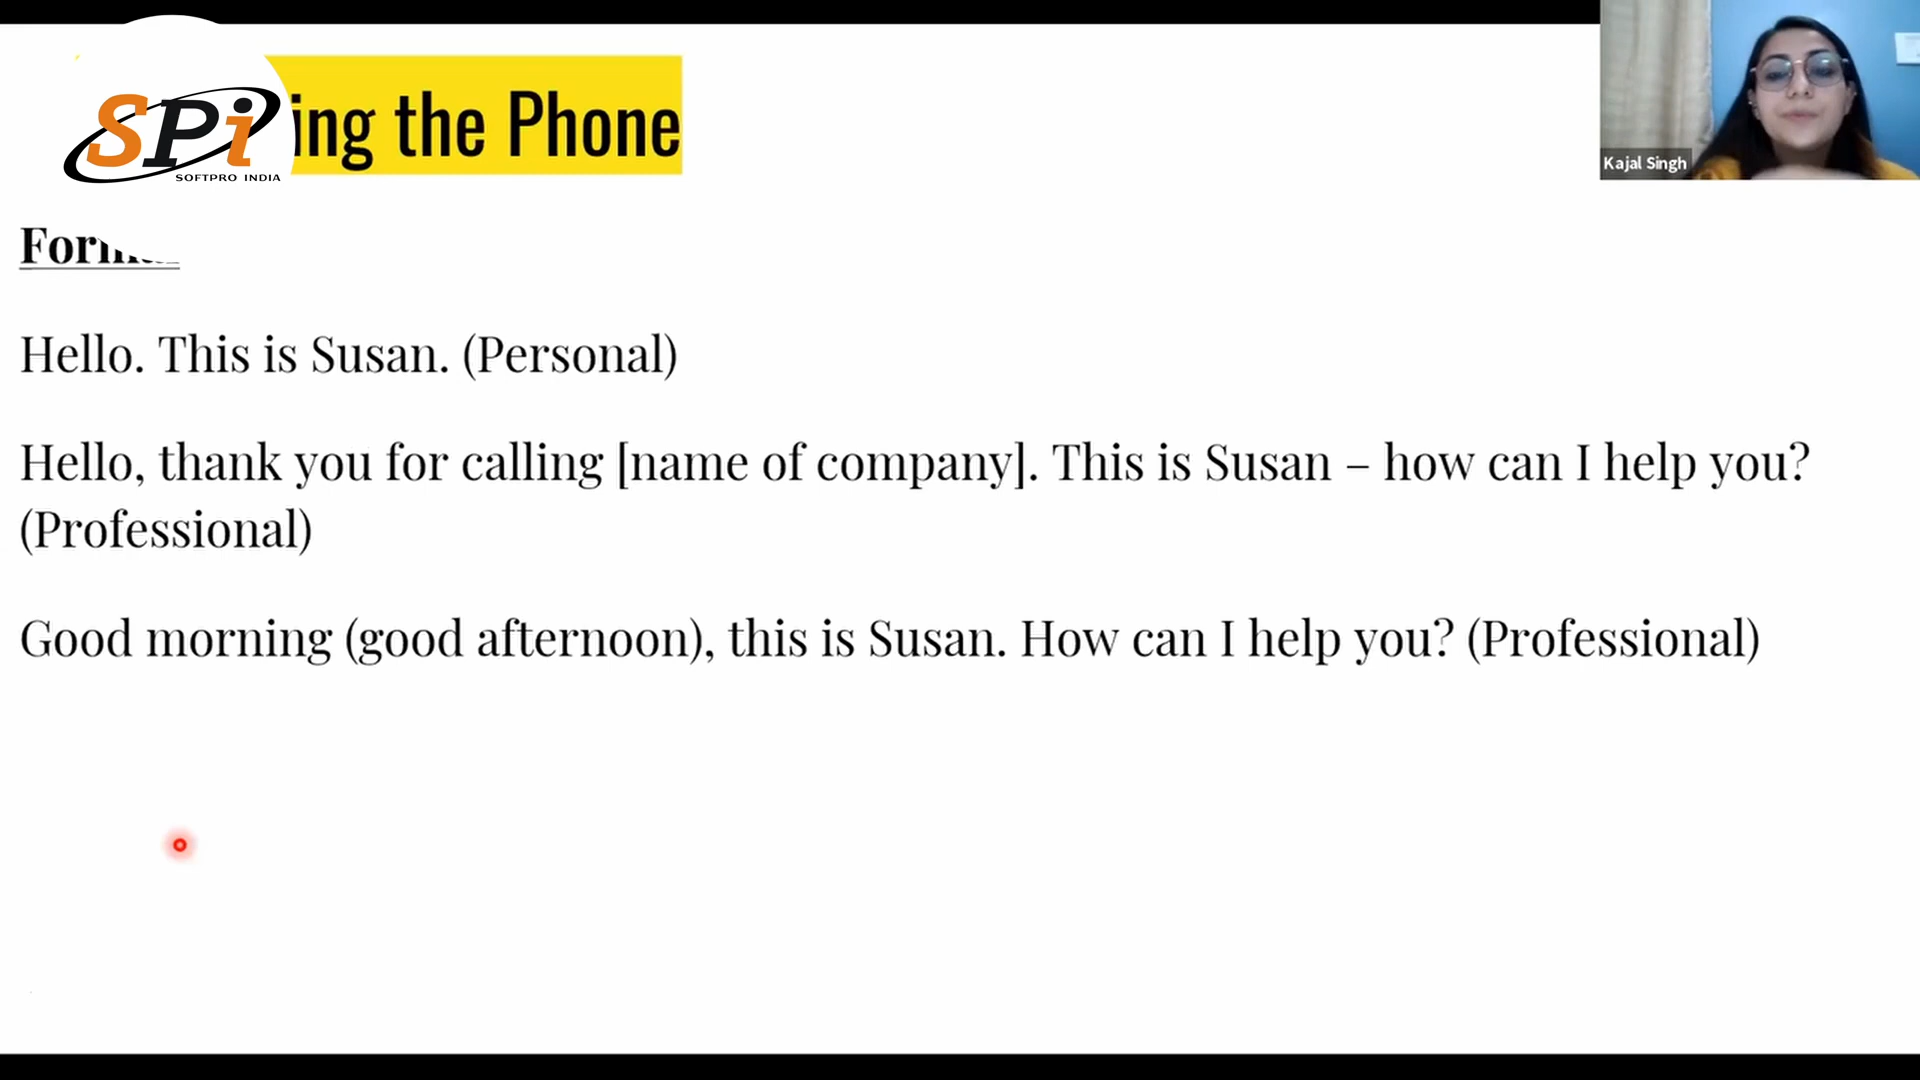 SPi
SOFTPRO INDIA
ing the Phone
Kajal Singh
Hello. This is Susan. (Personal)
Hello, thank you for calling [name of company]. This is Susan – how can I help you?
(Professional)
Good morning (good afternoon), this is Susan. How can I help you? (Professional)